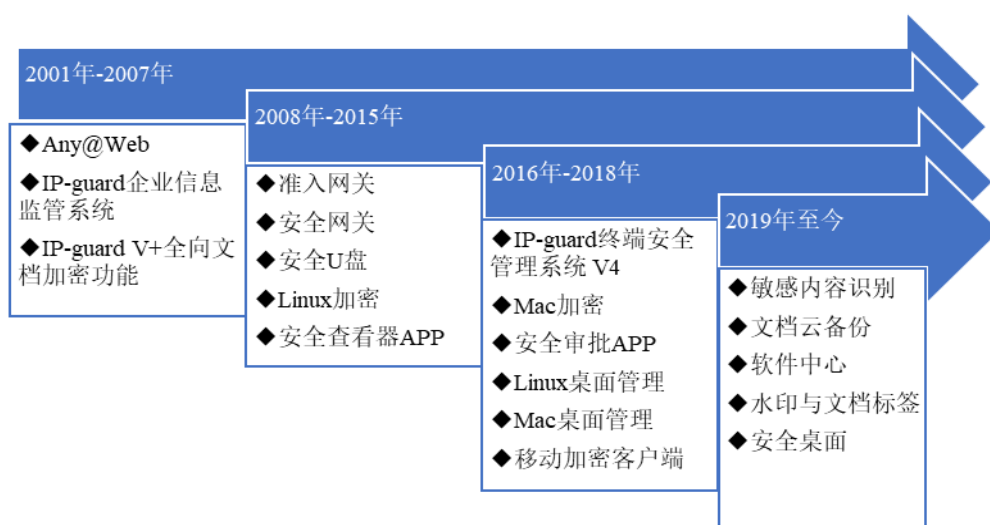 2001年-2007年
◆Any@Web
◆IP-guard企业信息
监管系统
◆IP-guard V+全向文
档加密功能
2008年-2015年
◆准入网关
◆安全网关
◆安全U盘
◆Linux加密
◆安全查看器APP
2016年-2018年
◆IP-guard终端安全
管理系统 V4
◆Mac加密
◆安全审批APP
◆Linux桌面管理
◆Mac桌面管理
◆移动加密客户端
2019年至今
◆敏感内容识别
◆文档云备份
◆软件中心
◆水印与文档标签
◆安全桌面